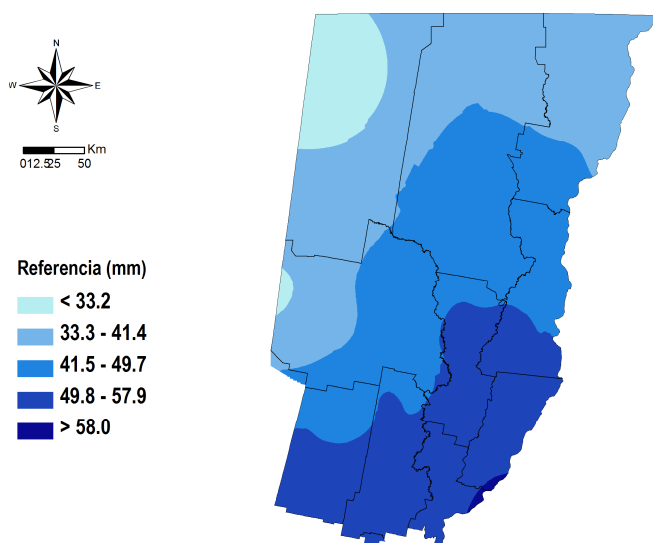 N
W E
S
Km
012.525 50
Referencia (mm)
< 33.2
33.3 - 41.4
41.5 - 49.7
49.8 - 57.9
> 58.0